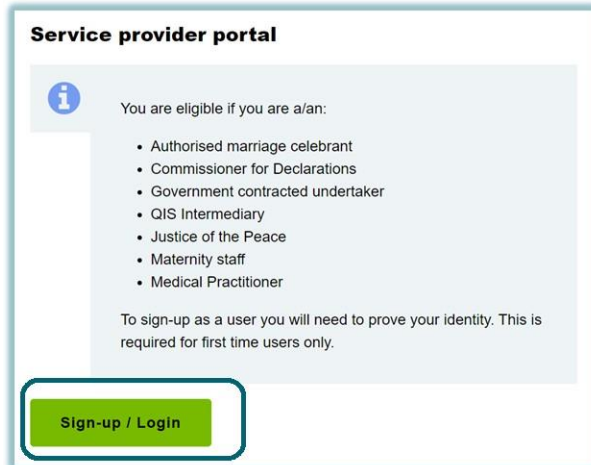 Service provider portal
You are eligible if you are a/an:
• Authorised marriage celebrant
• Commissioner for Declarations
• Government contracted undertaker
• QIS Intermediary
• Justice of the Peace
• Maternity staff
• Medical Practitioner
To sign-up as a user you will need to prove your identity. This is
required for first time users only.
Sign-up / Login